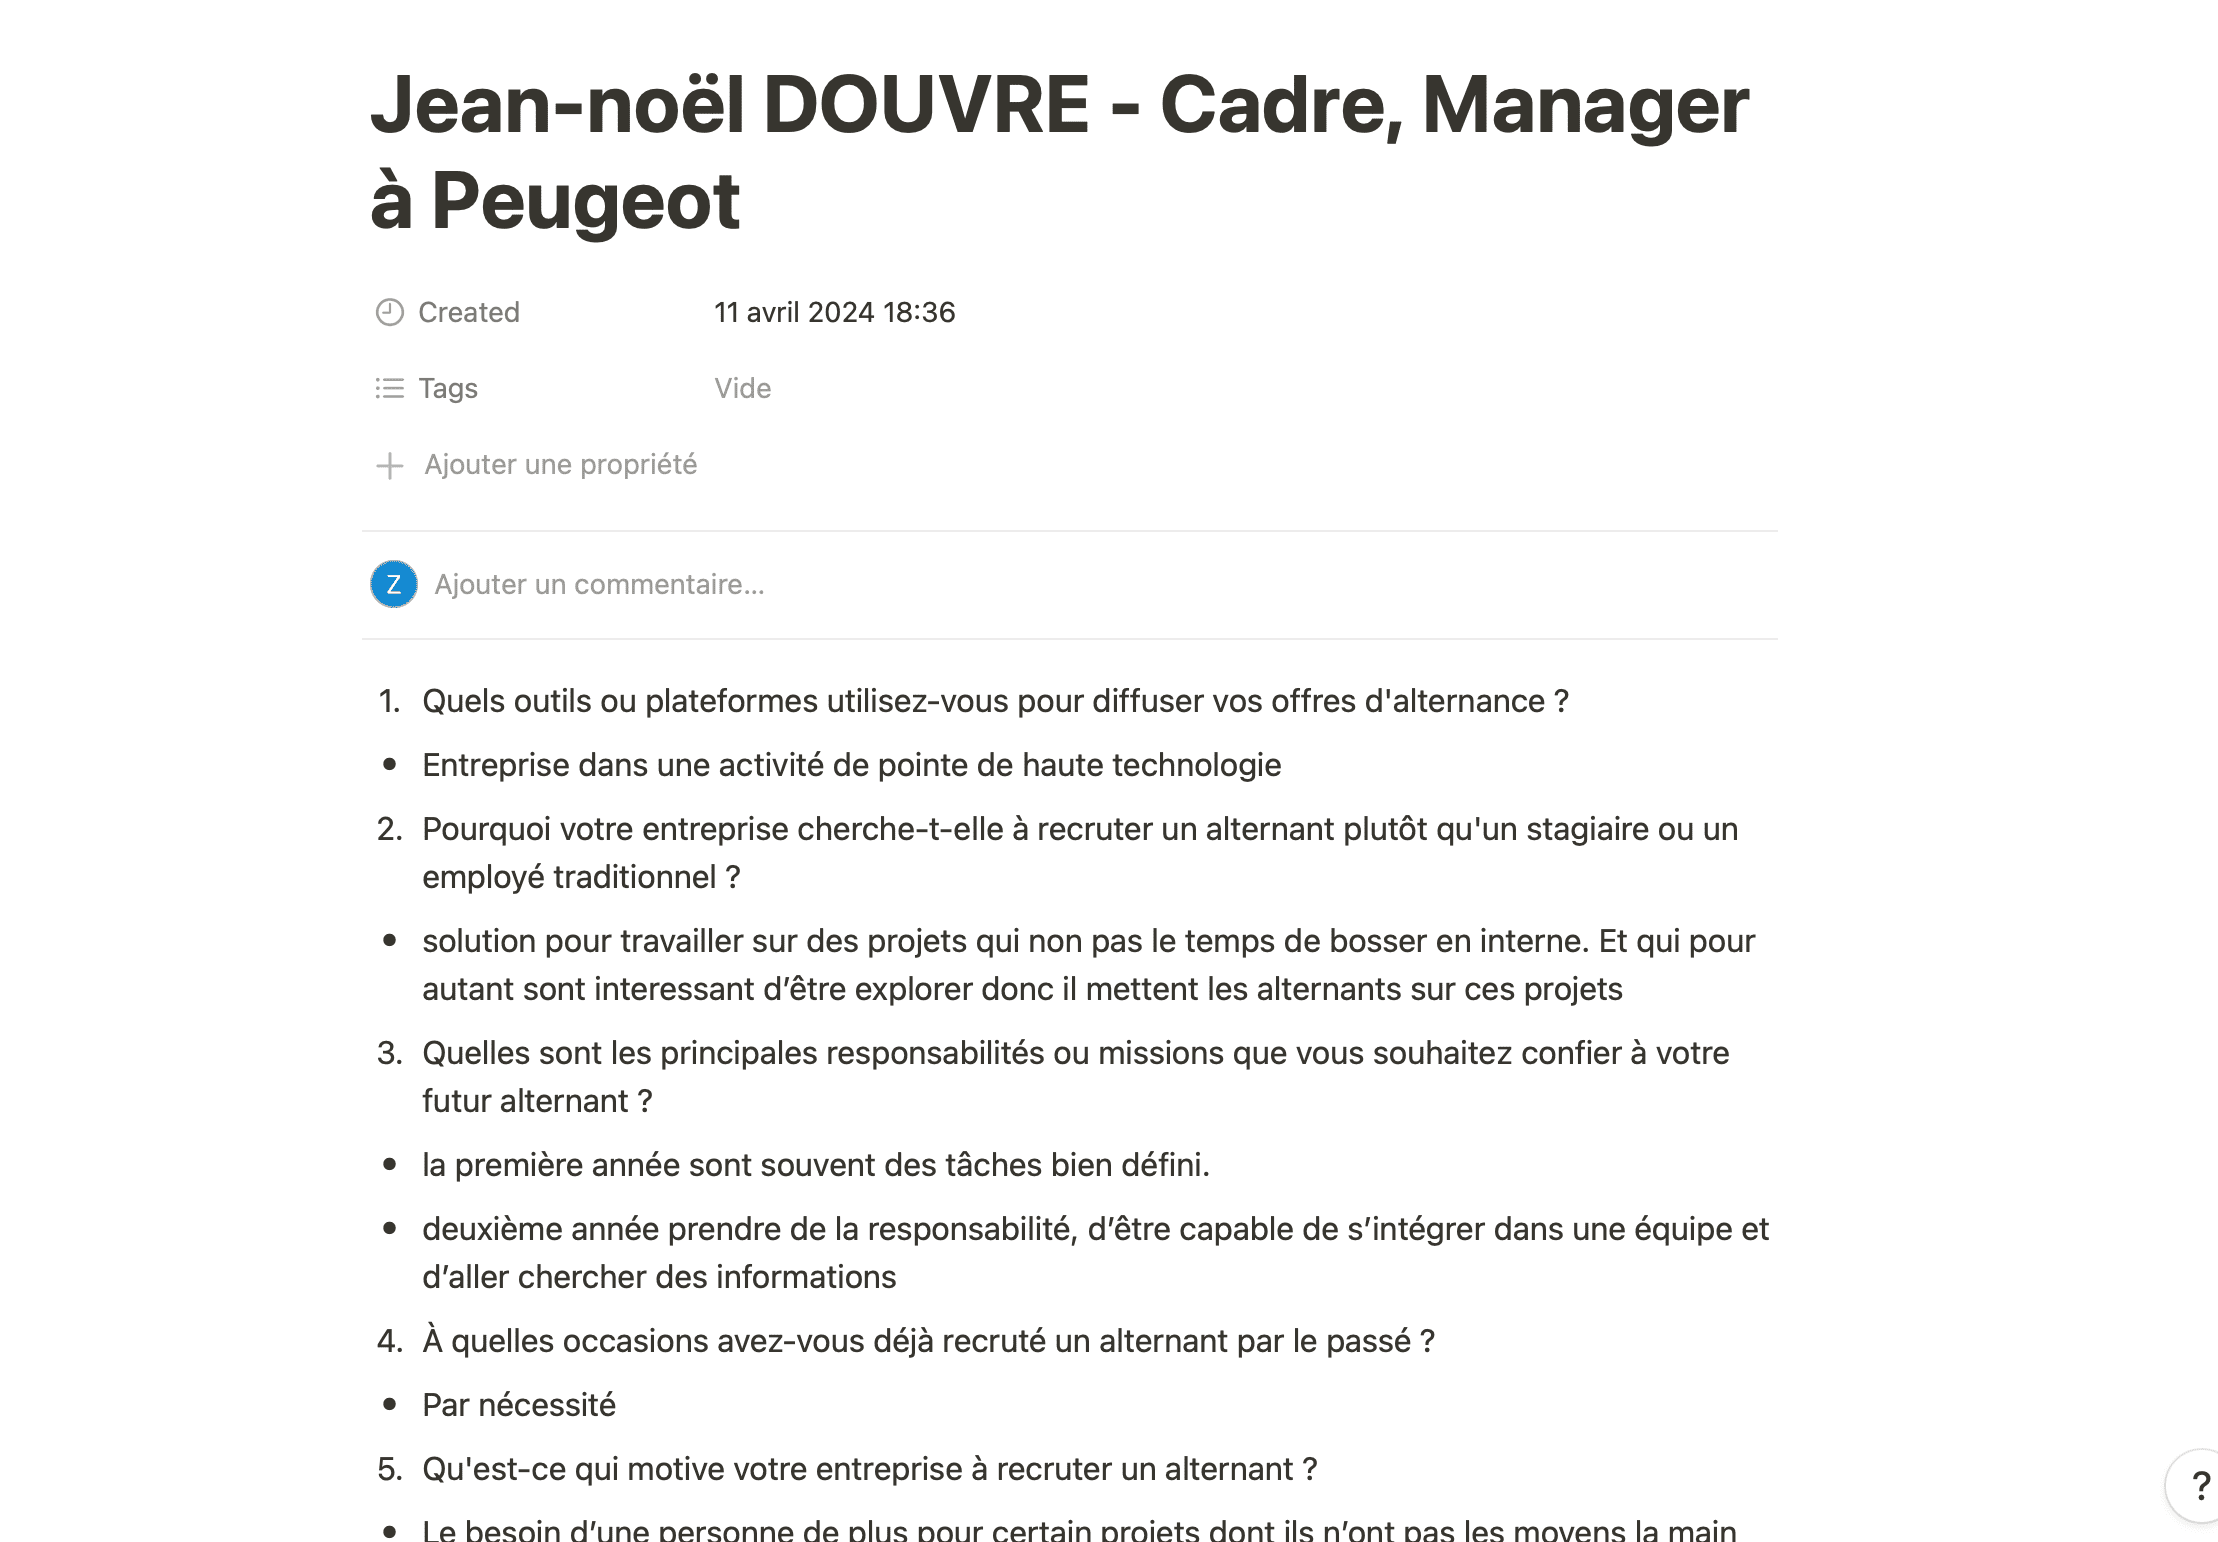 Jean-noël DOUVRE - Cadre, Manager
à Peugeot
Created 11 avril 2024 18:36
Tags Vide
Ajouter une propriété
Z Ajouter un commentaire...
1. Quels outils ou plateformes utilisez-vous pour diffuser vos offres d'alternance ?
• Entreprise dans une activité de pointe de haute technologie
2. Pourquoi votre entreprise cherche-t-elle à recruter un alternant plutôt qu'un stagiaire ou un
employé traditionnel ?
• solution pour travailler sur des projets qui non pas le temps de bosser en interne. Et qui pour
autant sont interessant d’être explorer donc il mettent les alternants sur ces projets
3. Quelles sont les principales responsabilités ou missions que vous souhaitez confier à votre
futur alternant ?
• la première année sont souvent des tâches bien défini.
• deuxième année prendre de la responsabilité, d’être capable de s’intégrer dans une équipe et
d’aller chercher des informations
4. À quelles occasions avez-vous déjà recruté un alternant par le passé ?
• Par nécessité
5. Qu'est-ce qui motive votre entreprise à recruter un alternant ?
• Le besoin d’une personne de plus pour certain projets dont ils n’ont pas les moyens la main
?